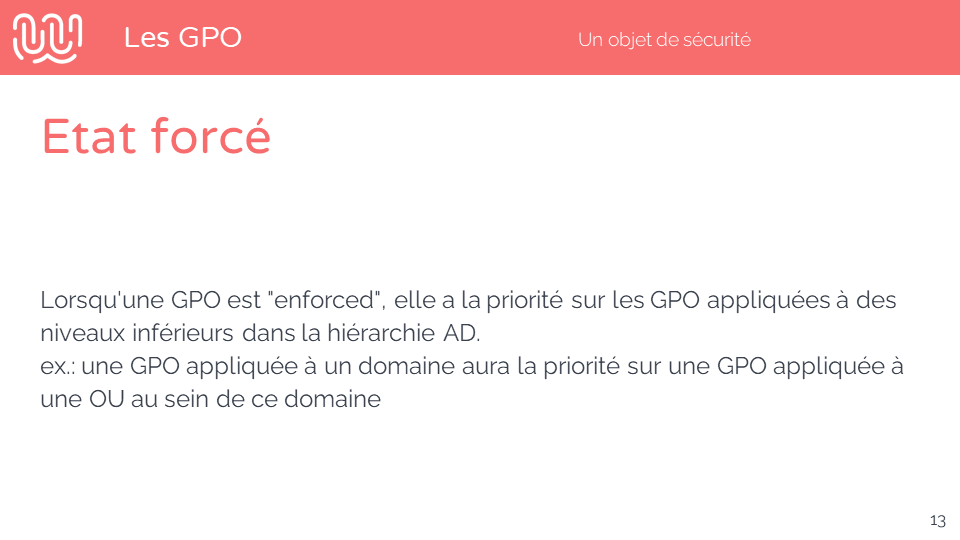 Les GPO
Un objet de sécurité
Etat forcé
Lorsqu'une GPO est "enforced", elle a la priorité sur les GPO appliquées à des
niveaux inférieurs dans la hiérarchie AD.
ex.: une GPO appliquée à un domaine aura la priorité sur une GPO appliquée à
une OU au sein de ce domaine
13